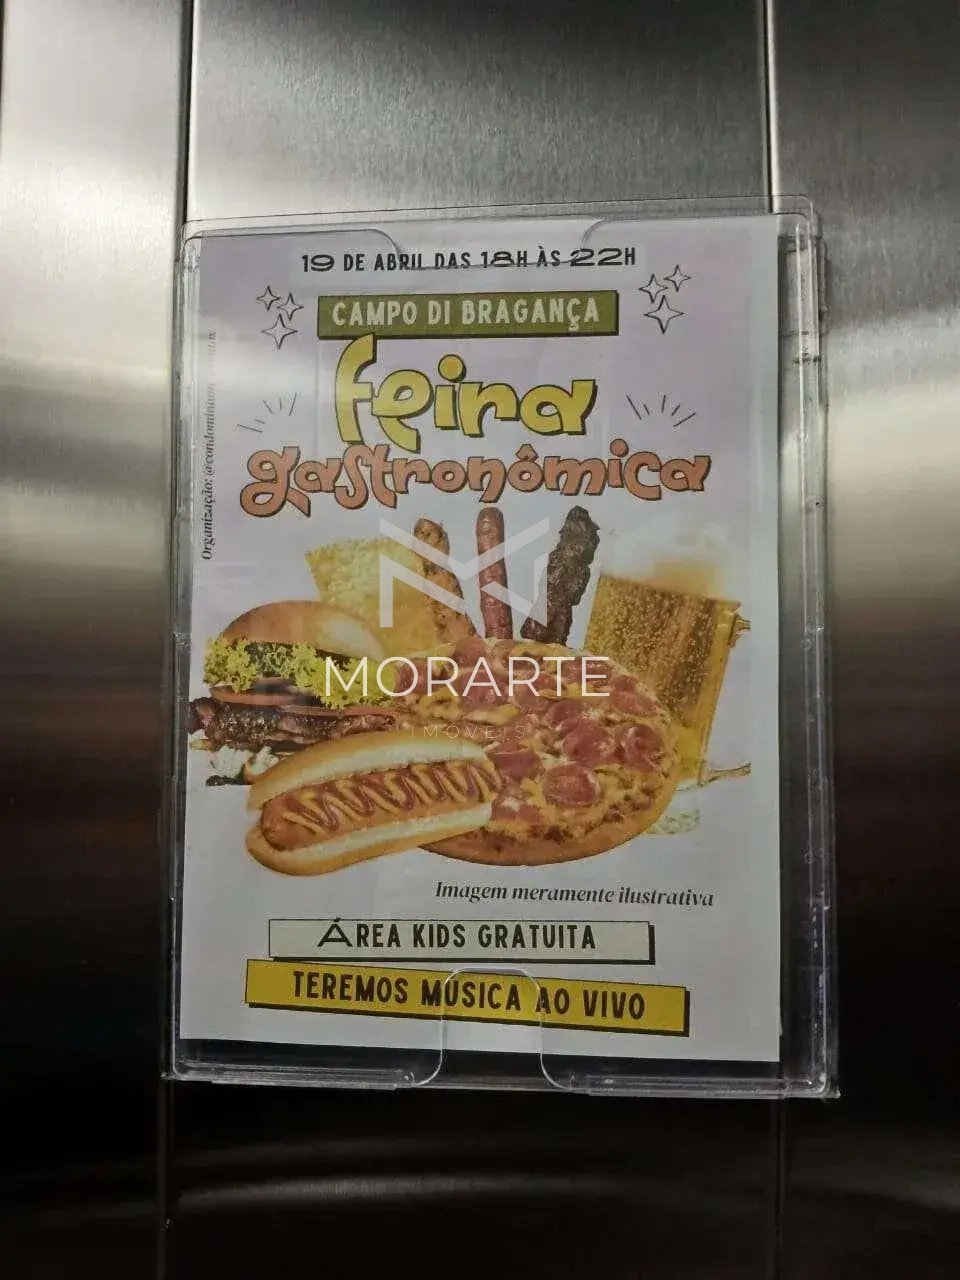 19 DE ABRIL DAS 18H ÀS 22H
CAMPO DI BRAGANÇA
feira
gastronômica
Organização:
MORARTE
IMÓVEIS
Imagem meramente ilustrativa
ÁREA KIDS GRATUITA
TEREMOS MÚSICA AO VIVO